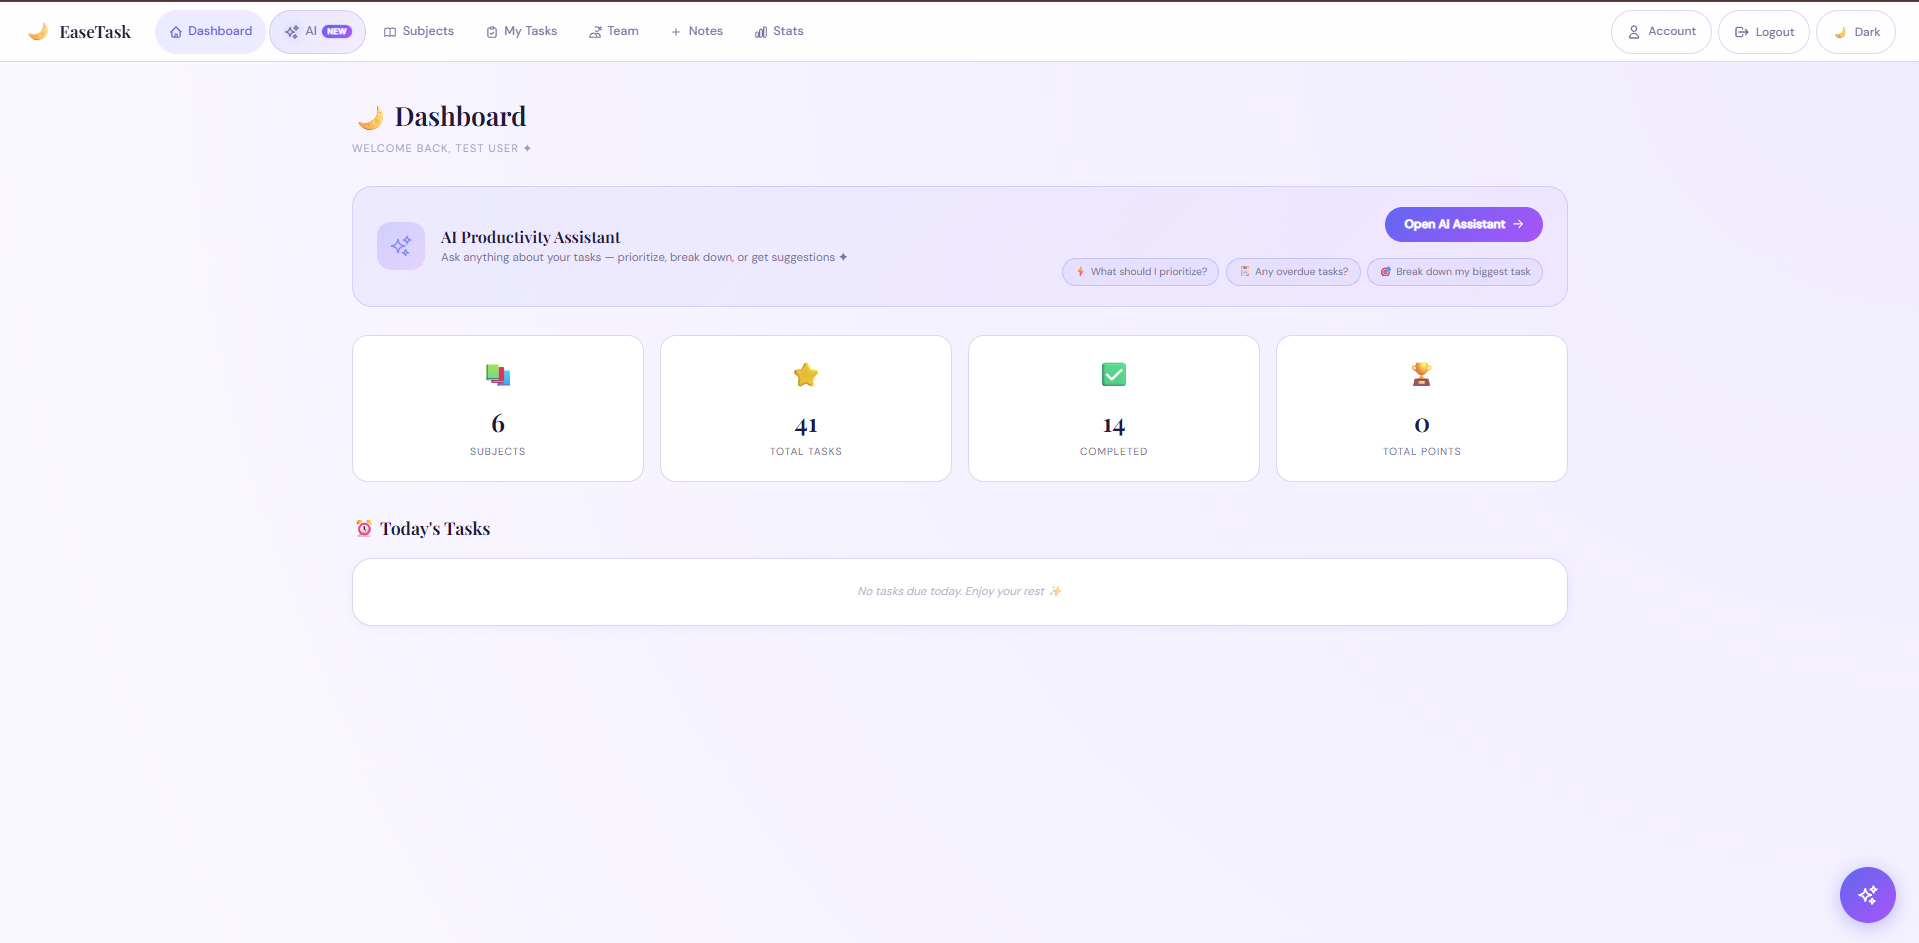 EaseTask Dashboard AI NEW Subjects My Tasks Team + Notes Stats Account Logout Dark
Dashboard
WELCOME BACK, TEST USER ✦
AI Productivity Assistant
Ask anything about your tasks — prioritize, break down, or get suggestions ✦
Open AI Assistant →
What should I prioritize? Any overdue tasks? Break down my biggest task
6
SUBJECTS
41
TOTAL TASKS
14
COMPLETED
0
TOTAL POINTS
Today's Tasks
No tasks due today. Enjoy your rest ✨